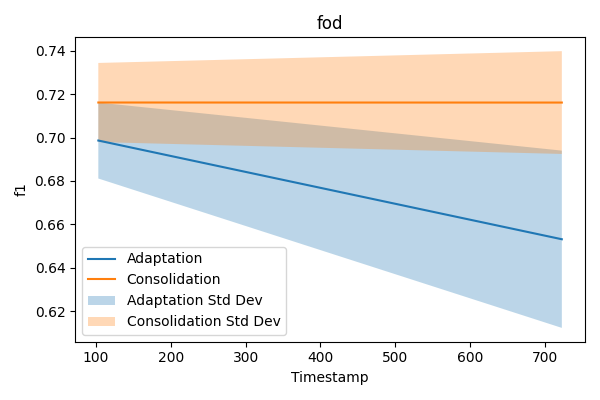 fod
0.74
0.72
0.70
0.68
0.66
0.64
0.62
f1
Adaptation
Consolidation
Adaptation Std Dev
Consolidation Std Dev
100 200 300 400 500 600 700
Timestamp